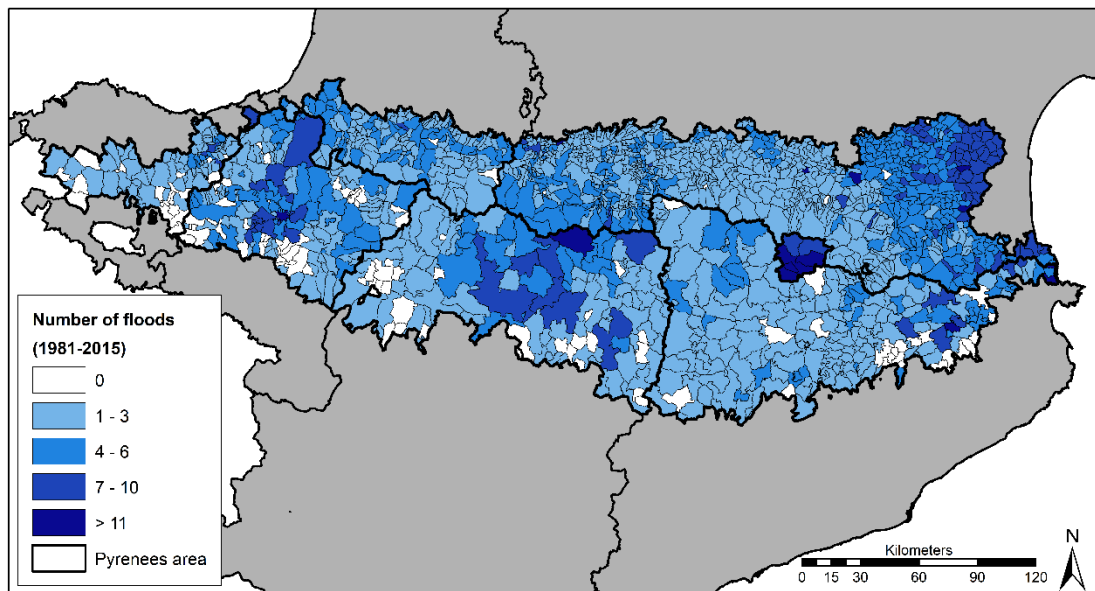 Number of floods
(1981-2015)
0
1 - 3
4 - 6
7 - 10
> 11
Pyrenees area
N
Kilometers
0 15 30 60 90 120